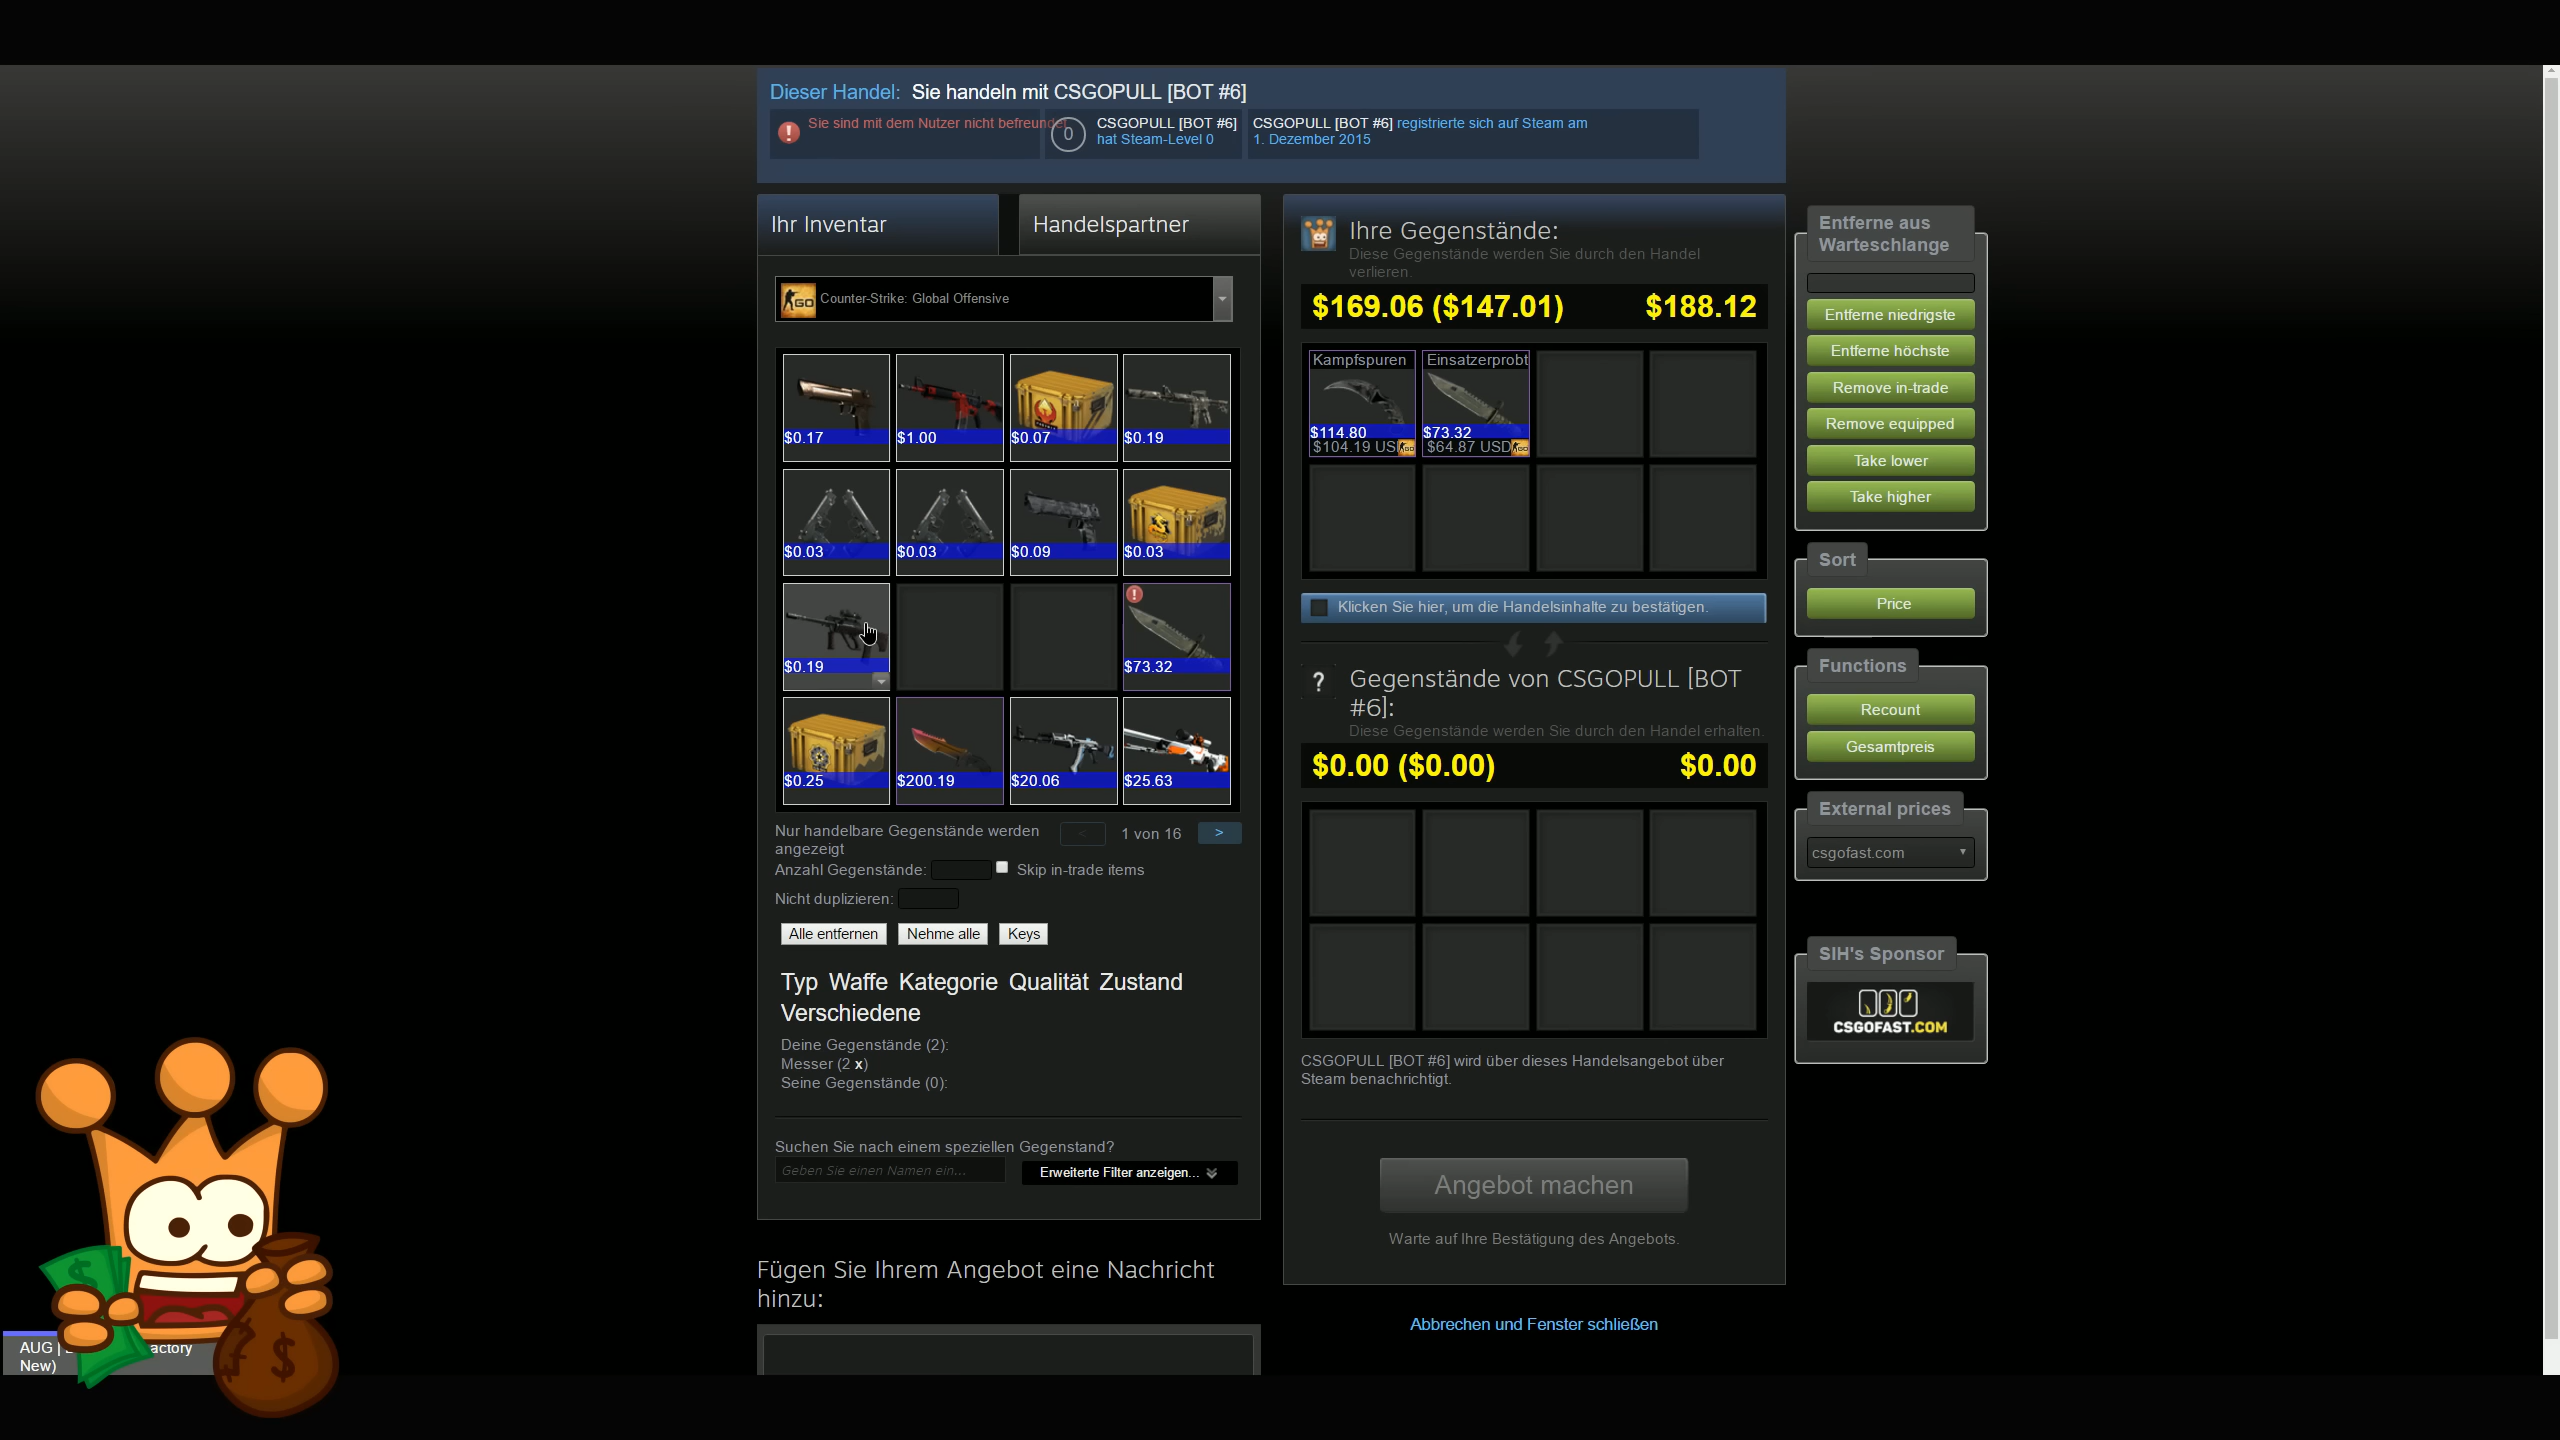 Dieser Handel: Sie handeln mit CSGOPULL [BOT #6]
Sie sind mit dem Nutzer nicht befreundet
0
CSGOPULL [BOT #6]
hat Steam-Level 0
CSGOPULL [BOT #6] registrierte sich auf Steam am
1. Dezember 2015
Ihr Inventar
Handelspartner
Counter-Strike: Global Offensive
$0.17
$1.00
$0.07
$0.19
$0.03
$0.03
$0.09
$0.03
$0.19
$73.32
$0.25
$200.19
$20.06
$25.63
Nur handelbare Gegenstände werden
angezeigt
<
1 von 16
>
Anzahl Gegenstände:
Skip in-trade items
Nicht duplizieren:
Alle entfernen
Nehme alle
Keys
Typ Waffe Kategorie Qualität Zustand
Verschiedene
Deine Gegenstände (2):
Messer (2 x)
Seine Gegenstände (0):
Suchen Sie nach einem speziellen Gegenstand?
Geben Sie einen Namen ein...
Erweiterte Filter anzeigen...
Fügen Sie Ihrem Angebot eine Nachricht
hinzu:
Ihre Gegenstände:
Diese Gegenstände werden Sie durch den Handel
verlieren.
$169.06 ($147.01)
$188.12
Kampfspuren
Einsatzerprobt
$114.80
$73.32
$104.19 US
$64.87 USD
Klicken Sie hier, um die Handelsinhalte zu bestätigen.
?
Gegenstände von CSGOPULL [BOT
#6]:
Diese Gegenstände werden Sie durch den Handel erhalten.
$0.00 ($0.00)
$0.00
CSGOPULL [BOT #6] wird über dieses Handelsangebot über
Steam benachrichtigt.
Angebot machen
Warte auf Ihre Bestätigung des Angebots.
Abbrechen und Fenster schließen
Entferne aus
Warteschlange
Entferne niedrigste
Entferne höchste
Remove in-trade
Remove equipped
Take lower
Take higher
Sort
Price
Functions
Recount
Gesamtpreis
External prices
csgofast.com
SIH's Sponsor
CSGOFAST.COM
AUG |
actory
New)